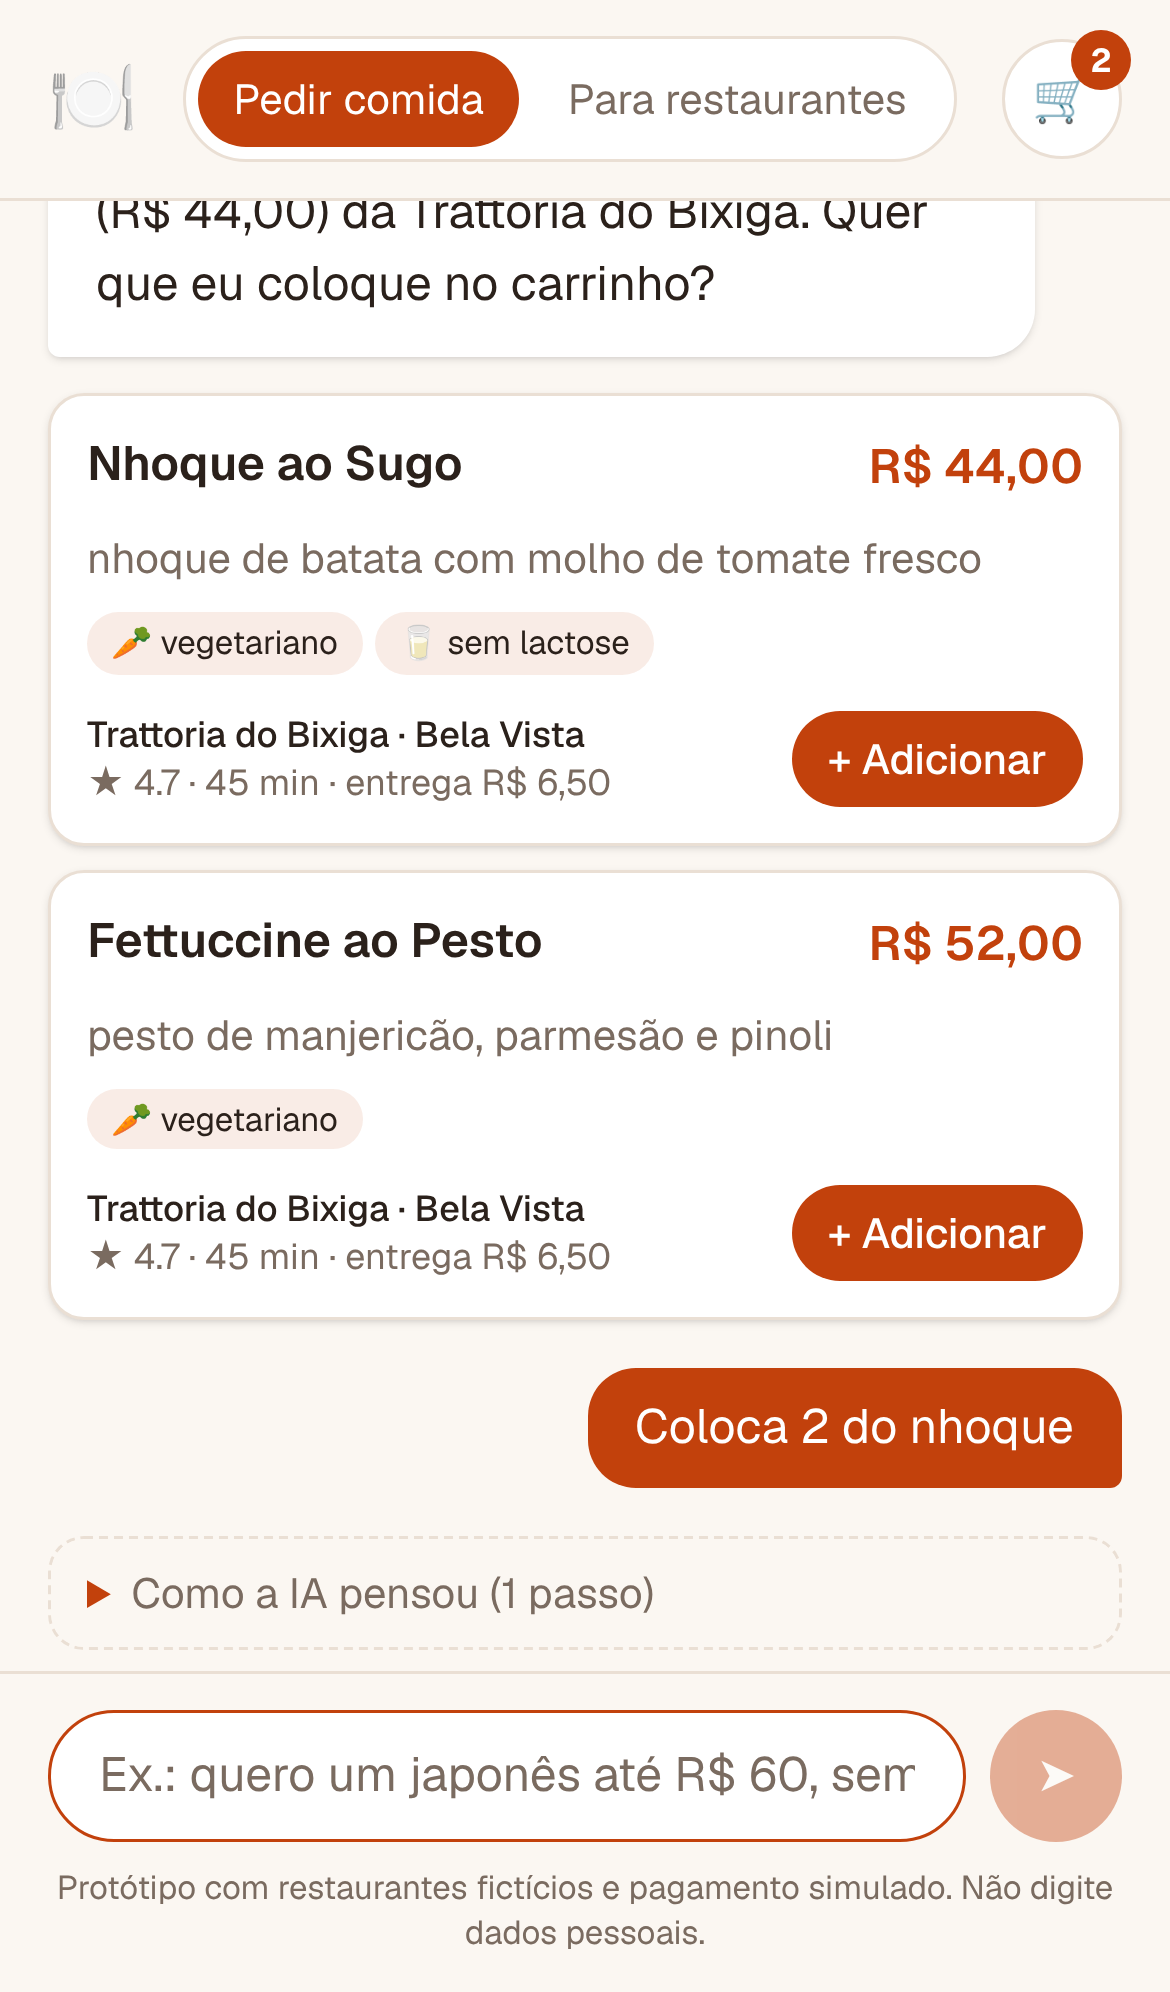 Pedir comida
Para restaurantes
2
(R$ 44,00) da Trattoria do Bixiga. Quer
que eu coloque no carrinho?
Nhoque ao Sugo
R$ 44,00
nhoque de batata com molho de tomate fresco
🥕 vegetariano
🥛 sem lactose
Trattoria do Bixiga · Bela Vista
★ 4.7 · 45 min · entrega R$ 6,50
+ Adicionar
Fettuccine ao Pesto
R$ 52,00
pesto de manjericão, parmesão e pinoli
🥕 vegetariano
Trattoria do Bixiga · Bela Vista
★ 4.7 · 45 min · entrega R$ 6,50
+ Adicionar
Coloca 2 do nhoque
Como a IA pensou (1 passo)
Ex.: quero um japonês até R$ 60, sem
Protótipo com restaurantes fictícios e pagamento simulado. Não digite
dados pessoais.